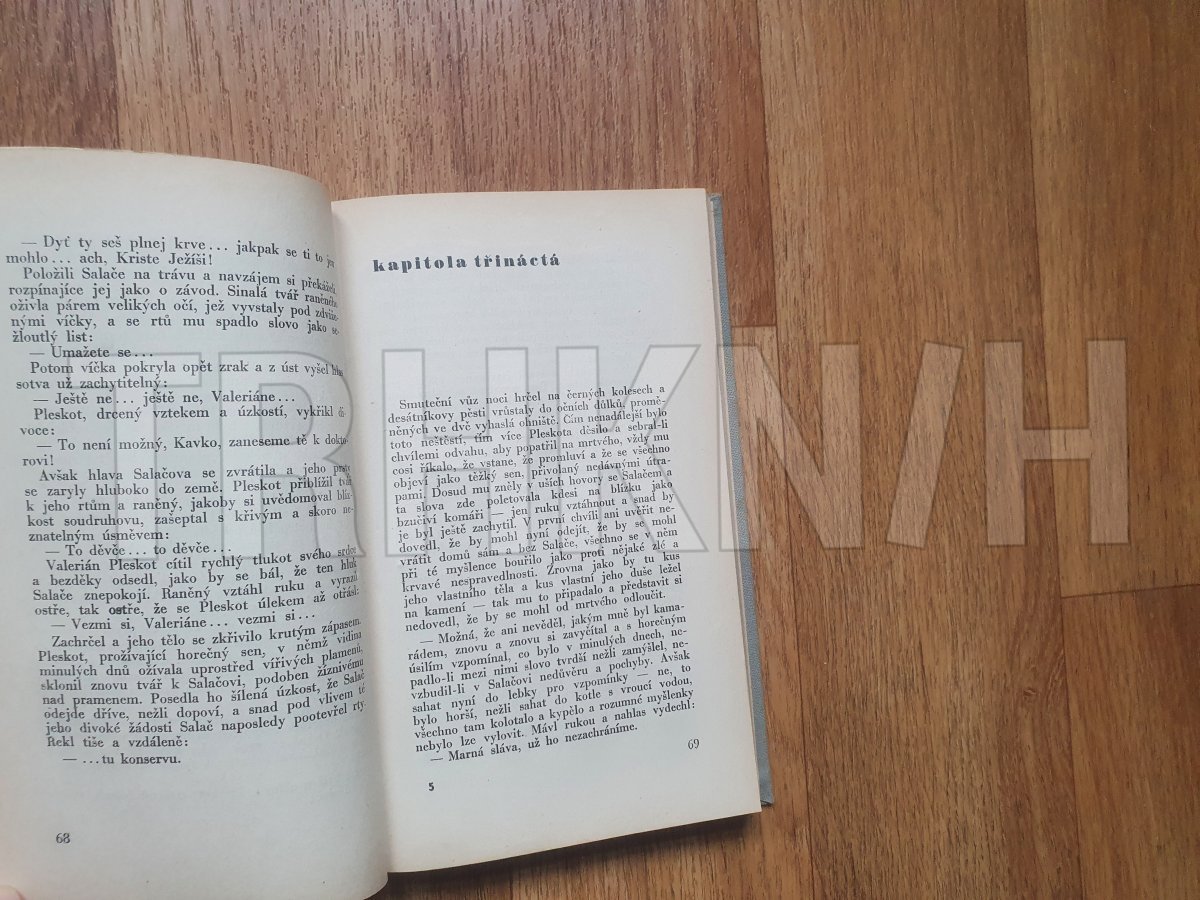 — Dyť ty seš plnej krve... jakpak se ti to jen
mohlo... ach, Kriste Ježíši!
Položili Salače na trávu a navzájem si překáželi,
rozpínajíce jej jako o závod. Sinalá tvář raněného
oživla párem velikých očí, jež vyvstaly pod zdviže-
nými víčky, a se rtů mu spadlo slovo jako se-
žloutlý list:
— Umažete se...
Potom víčka pokryla opět zrak a z úst vyšel hlas
sotva už zachytitelný:
— Ještě ne... ještě ne, Valeriáne...
Pleskot, drcený vztekem a úzkostí, vykřikl di-
voce:
— To není možný, Kavko, zaneseme tě k dokto-
rovi!
Avšak hlava Salačova se zvrátila a jeho prsty
se zaryly hluboko do země. Pleskot přiblížil tvář
k jeho rtům a raněný, jakoby si uvědomoval blíz-
kost soudruhovu, zašeptal s křivým a skoro ne-
znatelným úsměvem:
— To děvče... to děvče...
Valerián Pleskot cítil rychlý tlukot svého srdce
a bezděky odsedl, jako by se bál, že ten hluk
Salače znepokojí. Raněný vztáhl ruku a vyrazil
ostře, tak ostře, že se Pleskot úlekem až otřásl:
— Vezmi si, Valeriáne... vezmi si...
Zachrčel a jeho tělo se zkřivilo krutým zápasem.
Pleskot, prožívající horečný sen, v němž vidina
minulých dnů ožívala uprostřed vířivých plamenů,
sklonil znovu tvář k Salačovi, podoben žíznivému
nad pramenem. Posedla ho šílená úzkost, že Salač
odejde dříve, nežli dopoví, a snad pod vlivem té
jeho divoké žádosti Salač naposledy pootevřel rty.
Řekl tiše a vzdáleně:
— ...tu konservu.
68
kapitola třináctá
Smuteční vůz noci hrčel na černých kolesech a
desátníkovy pěsti vrůstaly do očních důlků, promě-
něných ve dvě vyhaslá ohniště. Čím nenadálejší bylo
toto neštěstí, tím více Pleskota děsilo a sebral-li
chvílemi odvahu, aby popatřil na mrtvého, vždy mu
cosi říkalo, že vstane, že promluví a že se všechno
objeví jako těžký sen, přivolaný nedávnými útra-
pami. Dosud mu zněly v uších hovory se Salačem a
ta slova zde poletovala kdesi na blízku jako
bzučiví komáři — jen ruku vztáhnout a snad by
je byl ještě zachytil. V první chvíli ani uvěřit ne-
dovedl, že by mohl nyní odejít, že by se mohl
vrátit domů sám a bez Salače, všechno se v něm
při té myšlence bouřilo jako proti nějaké zlé a
krvavé nespravedlnosti. Zrovna jako by tu kus
jeho vlastního těla a kus vlastní jeho duše ležel
na kamení — tak mu to připadalo a představit si
nedovedl, že by se mohl od mrtvého odloučit.
— Možná, že ani nevěděl, jakým mně byl kama-
rádem, znovu a znovu si zavyčítal a s horečným
úsilím vzpomínal, co bylo v minulých dnech, ne-
padlo-li mezi nimi slovo tvrdší nežli zamýšlel, ne-
vzbudil-li v Salačovi nedůvěru a pochyby. Avšak
sahat nyní do lebky pro vzpomínky — ne, to
bylo horší, nežli sahat do kotle s vroucí vodou,
všechno tam kolotalo a kypělo a rozumné myšlenky
nebylo lze vylovit. Mávl rukou a nahlas vydechl:
— Marná sláva, už ho nezachráníme.
69
5
TRHKNIH